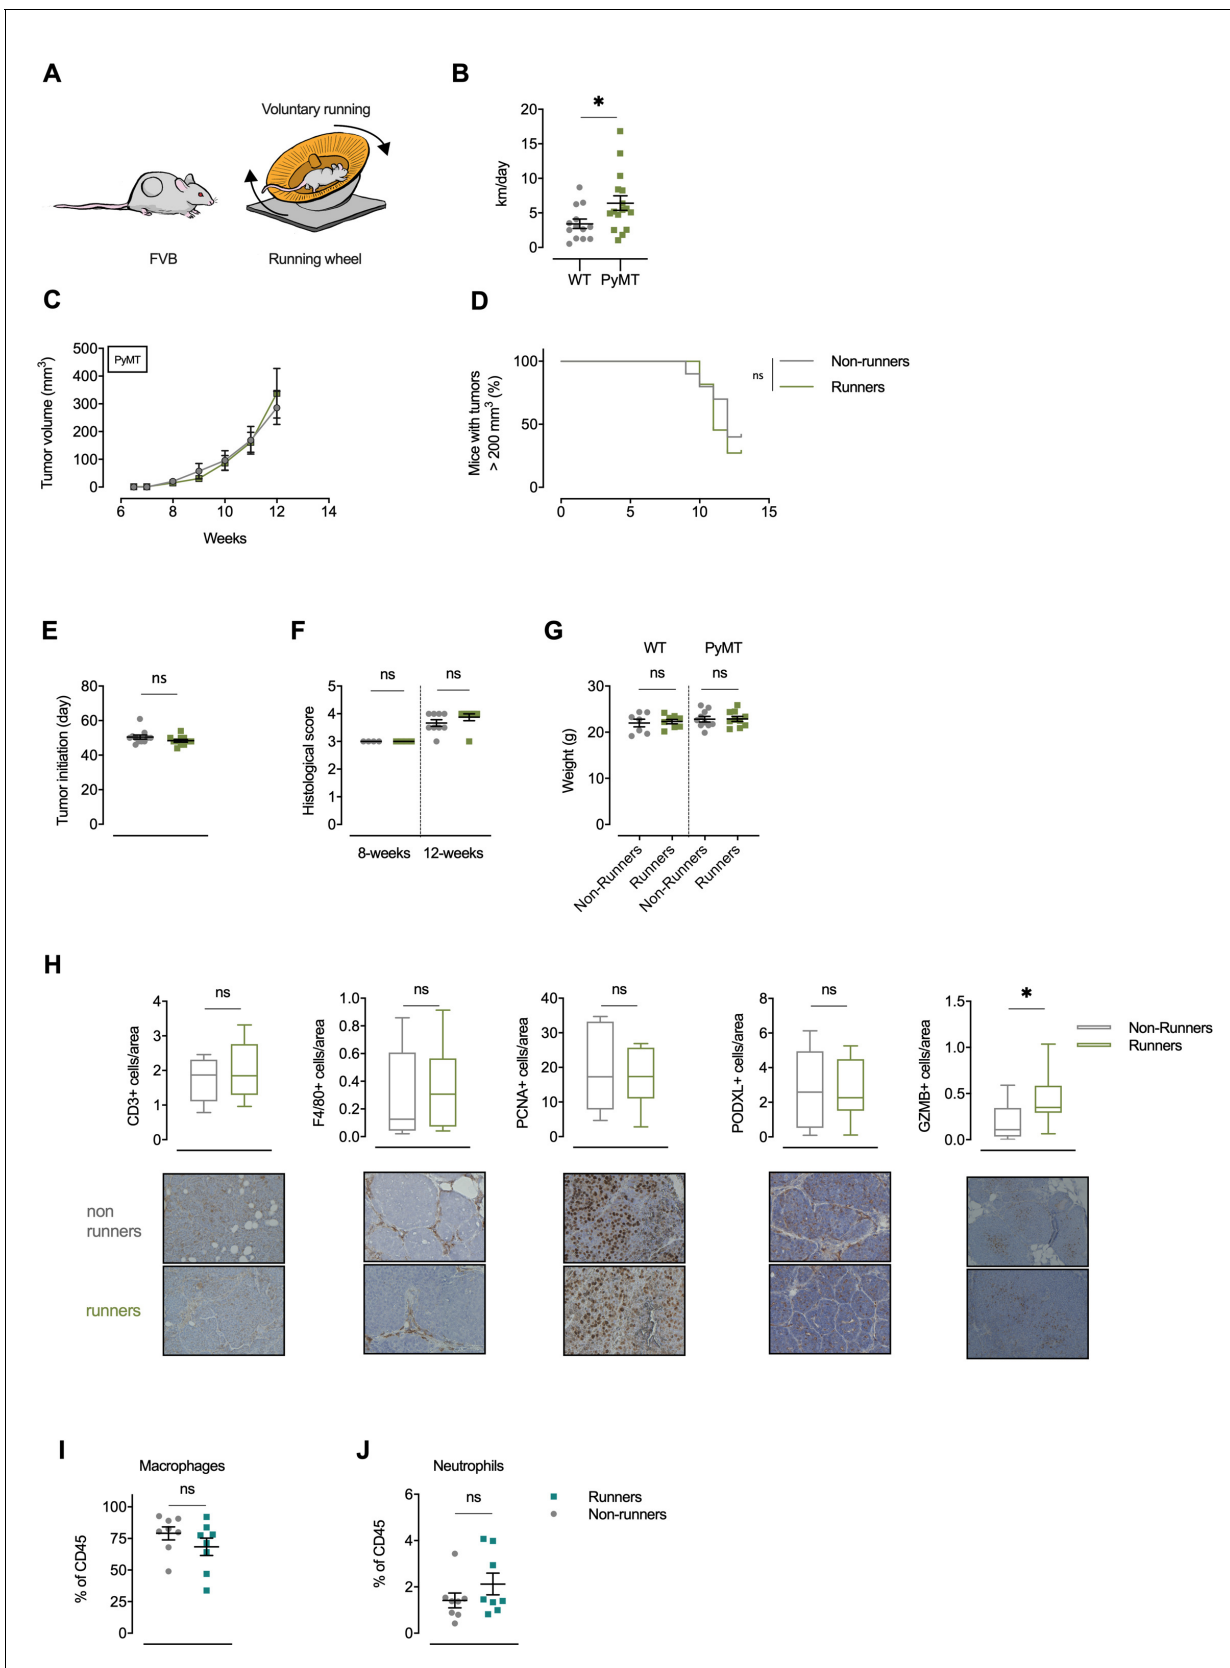 A
Voluntary running
FVB
Running wheel
B
*
km/day
20
15
10
5
0
WT PyMT
C
PyMT
Tumor volume (mm³)
500
400
300
200
100
0
6 8 10 12 14
Weeks
D
Mice with tumors
> 200 mm³ (%)
100
50
0
0 5 10 15
ns
Non-runners
Runners
E
ns
Tumor initiation (day)
80
60
40
20
0
F
ns ns
Histological score
5
4
3
2
1
0
8-weeks 12-weeks
G
WT PyMT
ns ns
Weight (g)
30
20
10
0
Non-Runners
Runners
Non-Runners
Runners
H
ns
CD3+ cells/area
4
3
2
1
0
ns
F4/80+ cells/area
1.0
0.8
0.6
0.4
0.2
0.0
ns
PCNA+ cells/area
40
30
20
10
0
ns
PODXL+ cells/area
8
6
4
2
0
*
GZMB+ cells/area
1.5
1.0
0.5
0.0
Non-Runners
Runners
non
runners
runners
I
Macrophages
ns
% of CD45
100
75
50
25
0
J
Neutrophils
ns
% of CD45
6
4
2
0
Runners
Non-runners